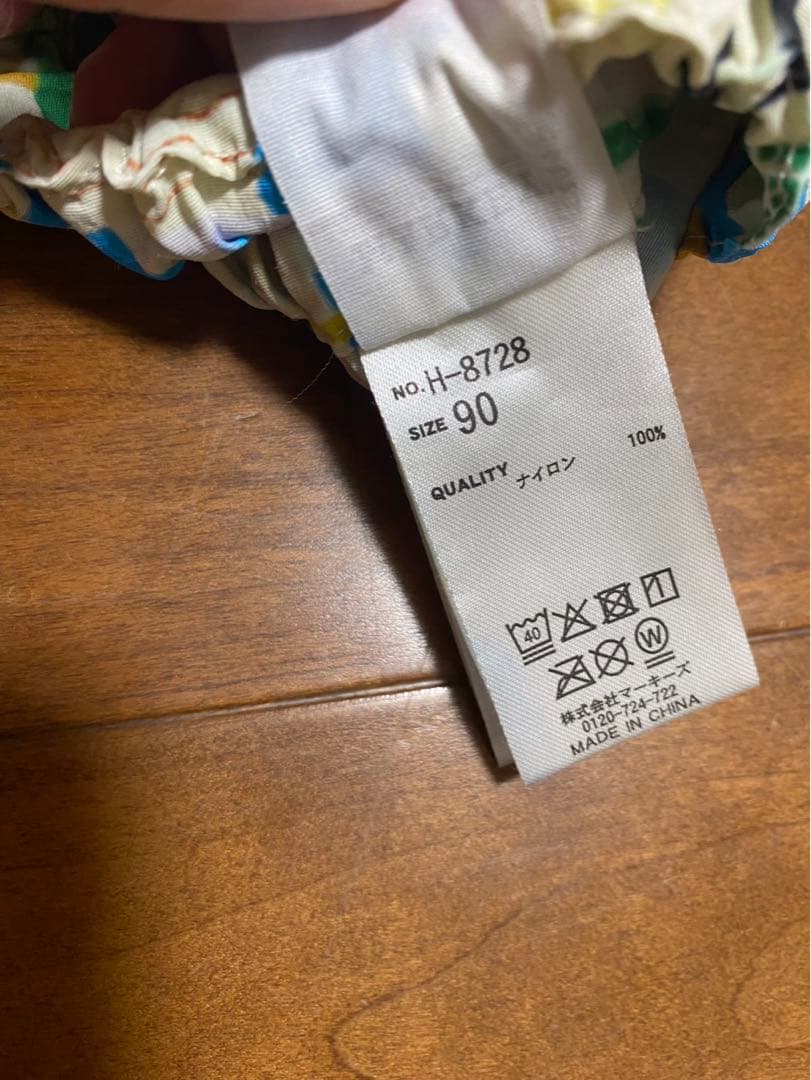 NO. H-8728
SIZE 90
QUALITY ナイロン 100%
40
W
株式会社マーキーズ
0120-724-722
MADE IN CHINA